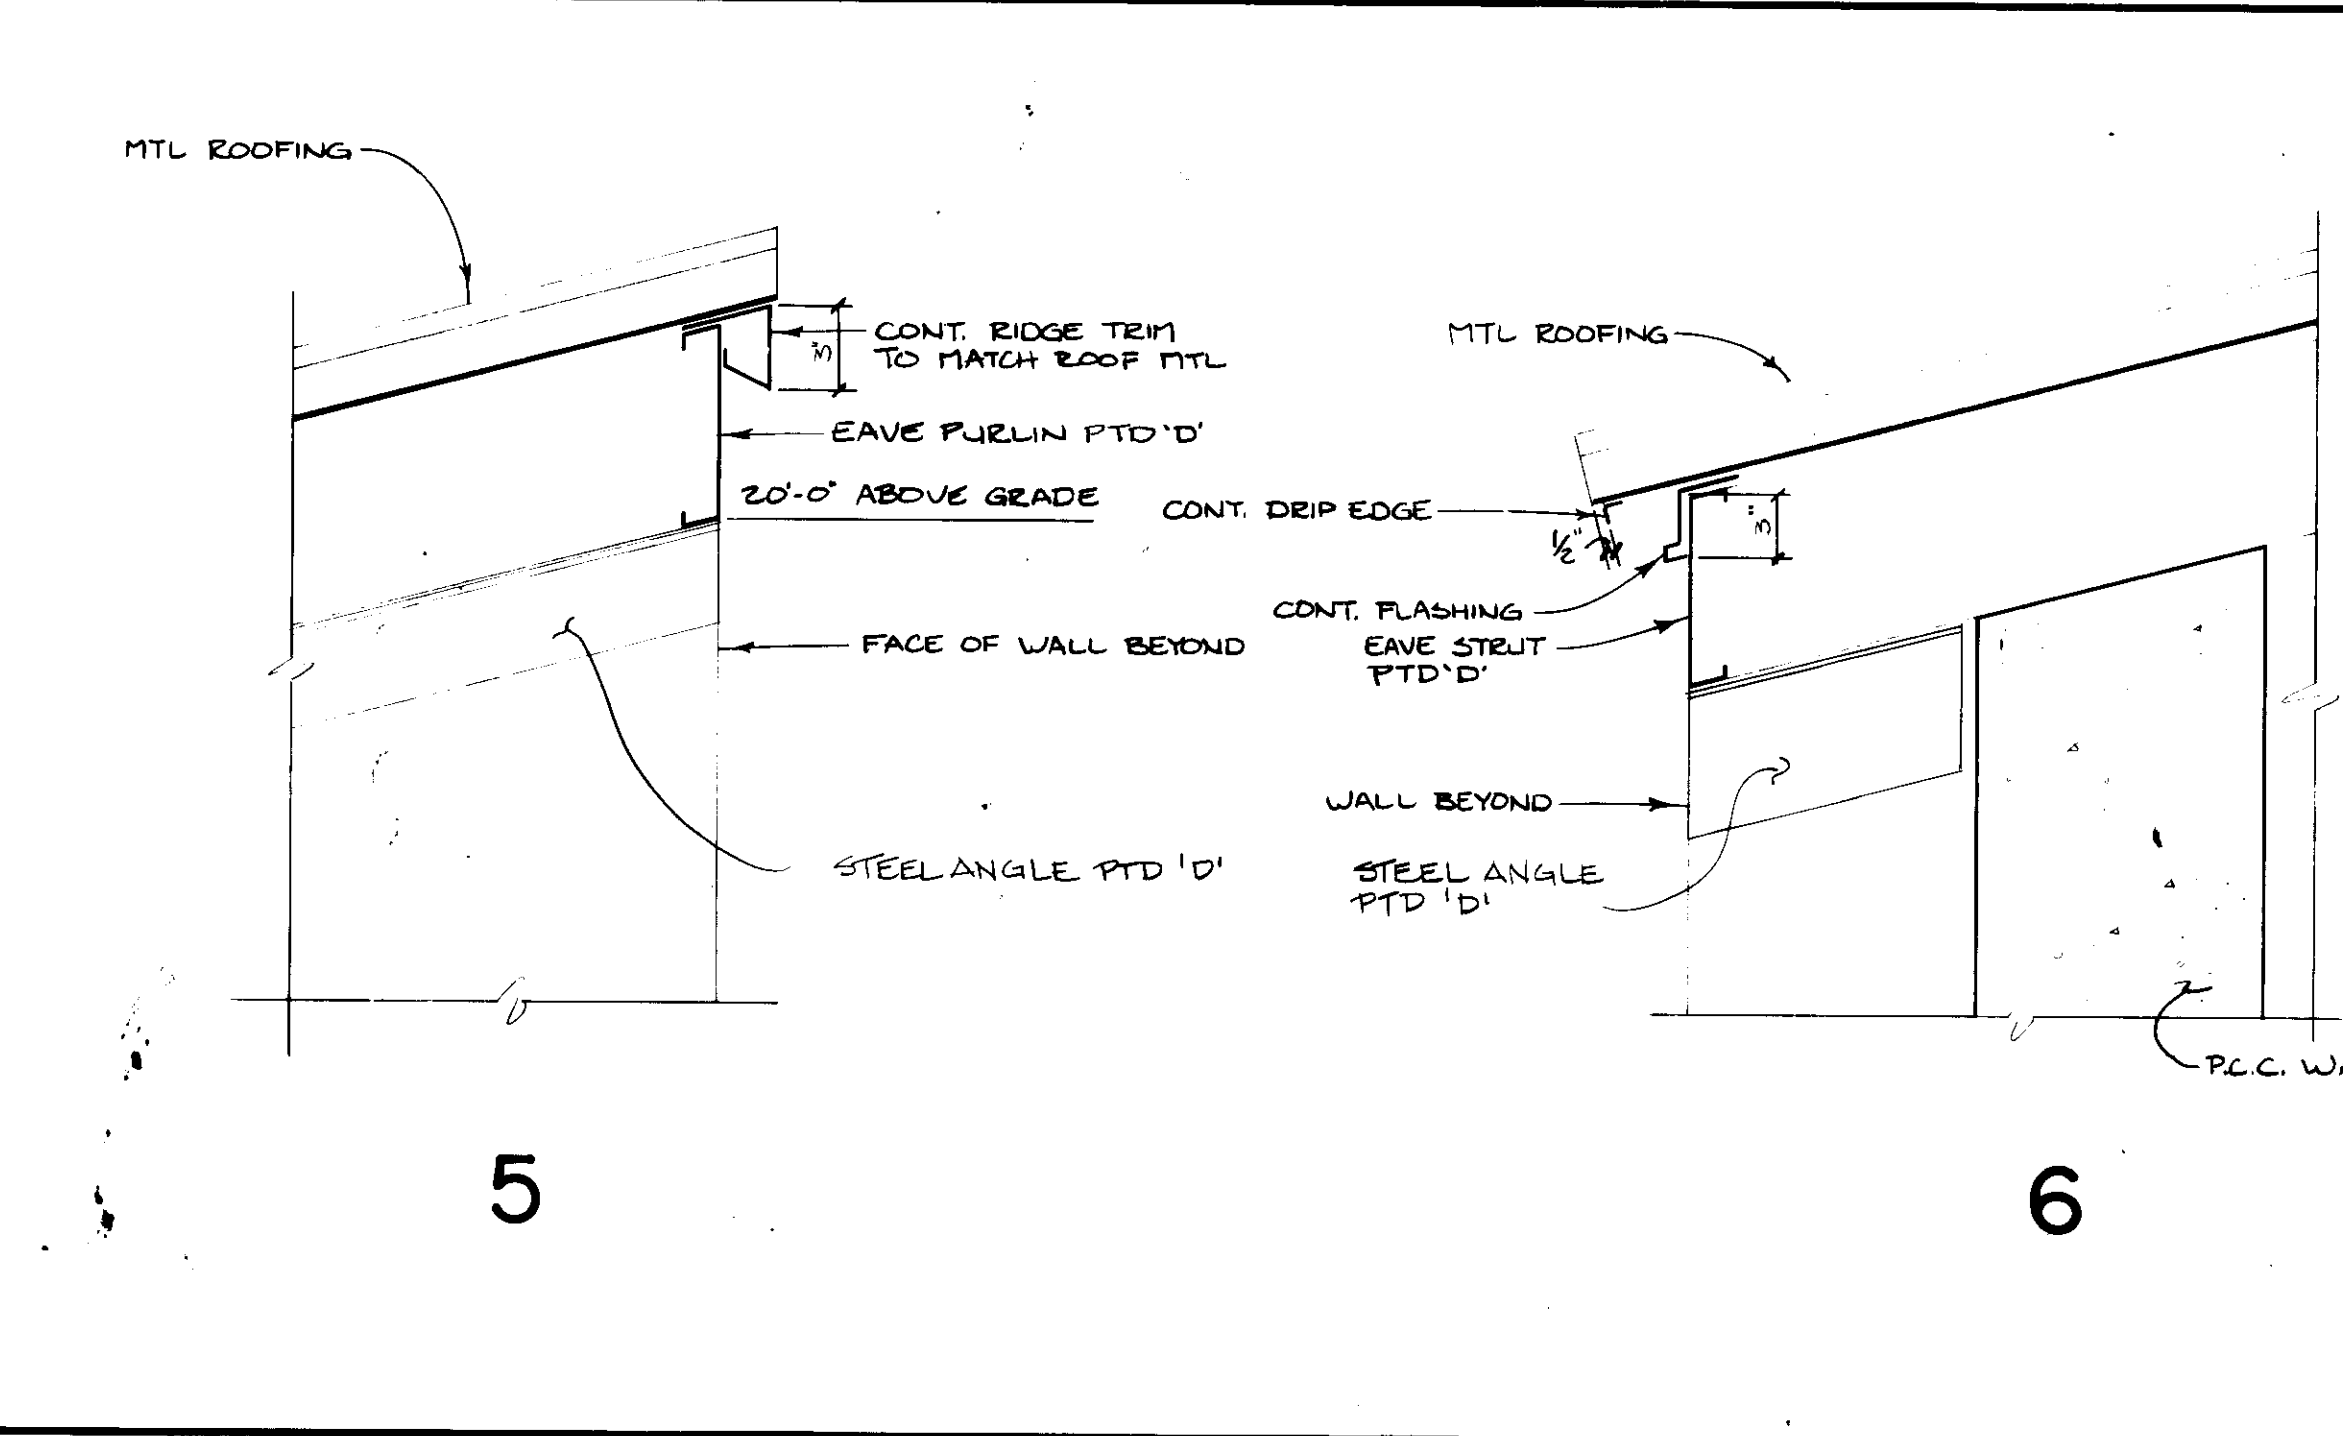 MTL ROOFING
CONT. RIDGE TRIM
TO MATCH ROOF MTL
3"
EAVE PURLIN PTD 'D'
20'-0" ABOVE GRADE
FACE OF WALL BEYOND
STEEL ANGLE PTD 'D'
5
MTL ROOFING
CONT. DRIP EDGE
1/2"
3"
CONT. FLASHING
EAVE STRUT
PTD 'D'
WALL BEYOND
STEEL ANGLE
PTD 'D'
P.C.C.
6